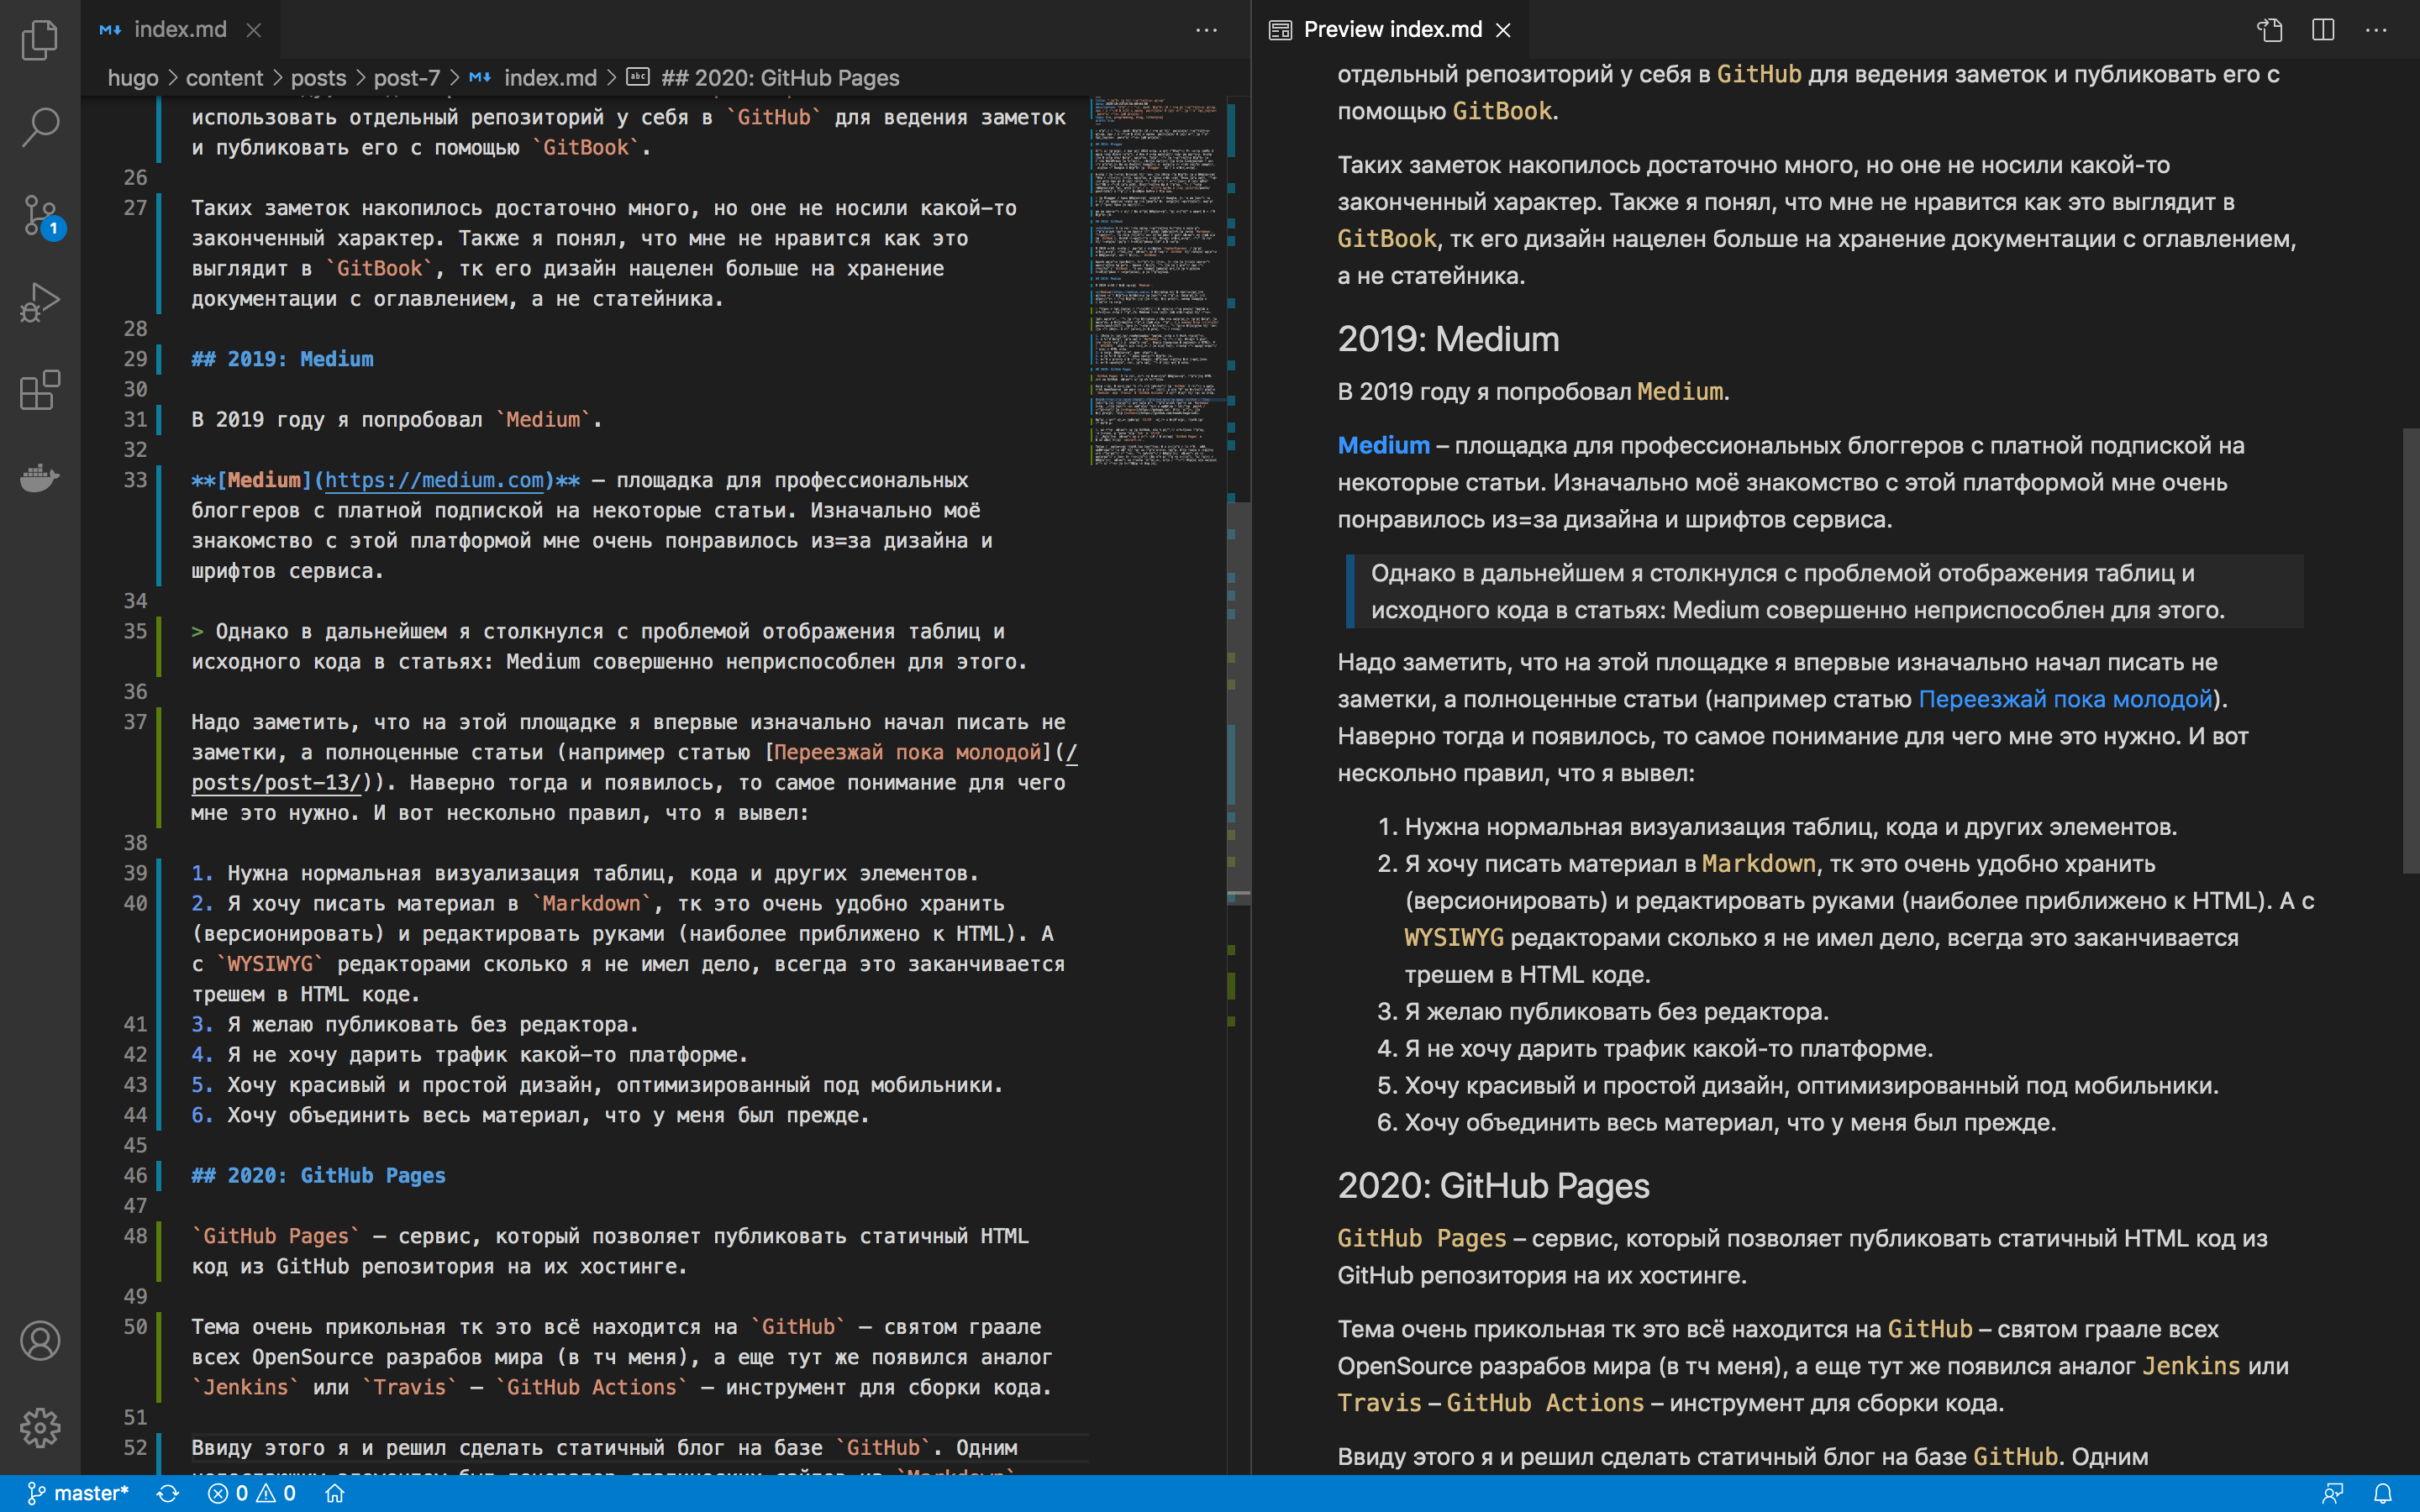 index.md
hugo > content > posts > post-7 > index.md > ## 2020: GitHub Pages
использовать отдельный репозиторий у себя в `GitHub` для ведения заметок
и публиковать его с помощью `GitBook`.
26
27 Таких заметок накопилось достаточно много, но оне не носили какой-то
законченный характер. Также я понял, что мне не нравится как это
выглядит в `GitBook`, тк его дизайн нацелен больше на хранение
документации с оглавлением, а не статейника.
28
29 ## 2019: Medium
30
31 В 2019 году я попробовал `Medium`.
32
33 **[Medium](https://medium.com)** – площадка для профессиональных
блоггеров с платной подпиской на некоторые статьи. Изначально моё
знакомство с этой платформой мне очень понравилось из=за дизайна и
шрифтов сервиса.
34
35 > Однако в дальнейшем я столкнулся с проблемой отображения таблиц и
исходного кода в статьях: Medium совершенно неприспособлен для этого.
36
37 Надо заметить, что на этой площадке я впервые изначально начал писать не
заметки, а полноценные статьи (например статью [Переезжай пока молодой](/
posts/post-13/)). Наверно тогда и появилось, то самое понимание для чего
мне это нужно. И вот несколько правил, что я вывел:
38
39 1. Нужна нормальная визуализация таблиц, кода и других элементов.
40 2. Я хочу писать материал в `Markdown`, тк это очень удобно хранить
(версионировать) и редактировать руками (наиболее приближено к HTML). А
с `WYSIWYG` редакторами сколько я не имел дело, всегда это заканчивается
трешем в HTML коде.
41 3. Я желаю публиковать без редактора.
42 4. Я не хочу дарить трафик какой-то платформе.
43 5. Хочу красивый и простой дизайн, оптимизированный под мобильники.
44 6. Хочу объединить весь материал, что у меня был прежде.
45
46 ## 2020: GitHub Pages
47
48 `GitHub Pages` – сервис, который позволяет публиковать статичный HTML
код из GitHub репозитория на их хостинге.
49
50 Тема очень прикольная тк это всё находится на `GitHub` – святом граале
всех OpenSource разрабов мира (в тч меня), а еще тут же появился аналог
`Jenkins` или `Travis` – `GitHub Actions` – инструмент для сборки кода.
51
52 Ввиду этого я и решил сделать статичный блог на базе `GitHub`. Одним
Preview index.md
отдельный репозиторий у себя в GitHub для ведения заметок и публиковать его с
помощью GitBook.
Таких заметок накопилось достаточно много, но оне не носили какой-то
законченный характер. Также я понял, что мне не нравится как это выглядит в
GitBook, тк его дизайн нацелен больше на хранение документации с оглавлением,
а не статейника.
2019: Medium
В 2019 году я попробовал Medium.
Medium – площадка для профессиональных блоггеров с платной подпиской на
некоторые статьи. Изначально моё знакомство с этой платформой мне очень
понравилось из=за дизайна и шрифтов сервиса.
Однако в дальнейшем я столкнулся с проблемой отображения таблиц и
исходного кода в статьях: Medium совершенно неприспособлен для этого.
Надо заметить, что на этой площадке я впервые изначально начал писать не
заметки, а полноценные статьи (например статью Переезжай пока молодой).
Наверно тогда и появилось, то самое понимание для чего мне это нужно. И вот
несколько правил, что я вывел:
1. Нужна нормальная визуализация таблиц, кода и других элементов.
2. Я хочу писать материал в Markdown, тк это очень удобно хранить
(версионировать) и редактировать руками (наиболее приближено к HTML). А с
WYSIWYG редакторами сколько я не имел дело, всегда это заканчивается
трешем в HTML коде.
3. Я желаю публиковать без редактора.
4. Я не хочу дарить трафик какой-то платформе.
5. Хочу красивый и простой дизайн, оптимизированный под мобильники.
6. Хочу объединить весь материал, что у меня был прежде.
2020: GitHub Pages
GitHub Pages – сервис, который позволяет публиковать статичный HTML код из
GitHub репозитория на их хостинге.
Тема очень прикольная тк это всё находится на GitHub – святом граале всех
OpenSource разрабов мира (в тч меня), а еще тут же появился аналог Jenkins или
Travis – GitHub Actions – инструмент для сборки кода.
Ввиду этого я и решил сделать статичный блог на базе GitHub. Одним
1
master* 0 0